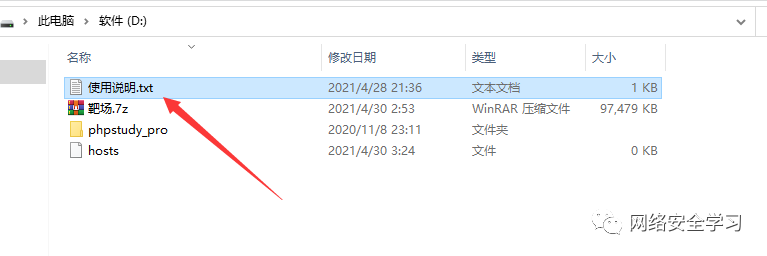 此电脑 > 软件 (D:)
名称 修改日期 类型 大小
使用说明.txt 2021/4/28 21:36 文本文档 1 KB
靶场.7z 2021/4/30 2:53 WinRAR 压缩文件 97,479 KB
phpstudy_pro 2020/11/8 23:11 文件夹
hosts 2021/4/30 3:24 文件 0 KB
网络安全学习